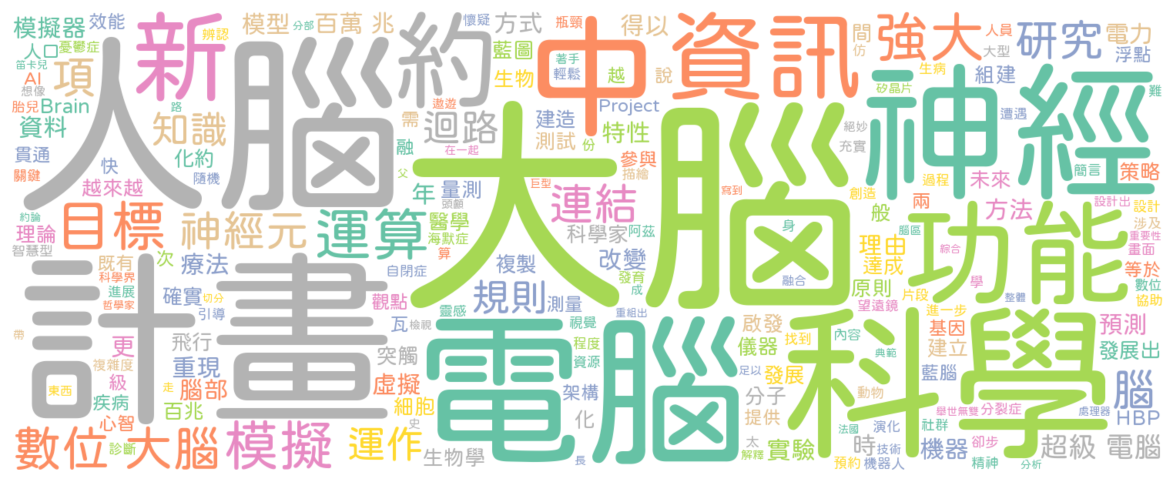 模擬器
效能
人口
憂鬱症
辨認
笛卡兒
AI
想像
項
胎兒
Brain
資料
貫通
快
關鍵
越來越
隨機
約論
理論
智慧型
目標
人腦
新
分部
模型
百萬
兆
懷疑
瓶頸
方式
藍圖
著手
輕鬆
生物
越
遨遊
Project
得以
間
仿
說
約
中
資訊
強大
人員
大型
研究
電力
浮點
生病
組建
矽晶片
遭遇
難
知識
化約
路
迴路
需
融
建造
測試
份
特性
在一起
父
參與
描繪
巨型
年
量測
頭顱
醫學
海默症
算
連結
科學家
阿茲
寫到
大腦
絕妙
充實
神經
簡言
策略
創造
過程
未來
設計出
設計
涉及
般
兩
方法
重要性
畫面
身
腦區
理由
綜合
達成
等於
數位
協助
學
神經元
運算
既有
科學界
次
療法
自閉症
複製
發育
成
改變
融合
原則
片段
整體
望遠鏡
進一步
功能
進展
哲學家
確實
引導
切分
觀點
瓦
檢視
規則
測量
靈感
重組出
視覺
啟發
找到
內容
基因
建立
預測
發展出
計畫
帶
更
飛行
複雜度
重現
突觸
程度
資源
儀器
足以
典範
藍腦
腦
HBP
東西
走
級
腦部
虛擬
架構
發展
動物
舉世無雙
分裂症
處理器
疾病
百兆
細胞
分子
提供
心智
史
化
電腦
科學
演化
法國
社群
數位
大腦
診斷
模擬
運作
生物學
長
太
解釋
實驗
預約
時
技術
機器人
機器
卻步
精神
超級
電腦
分析